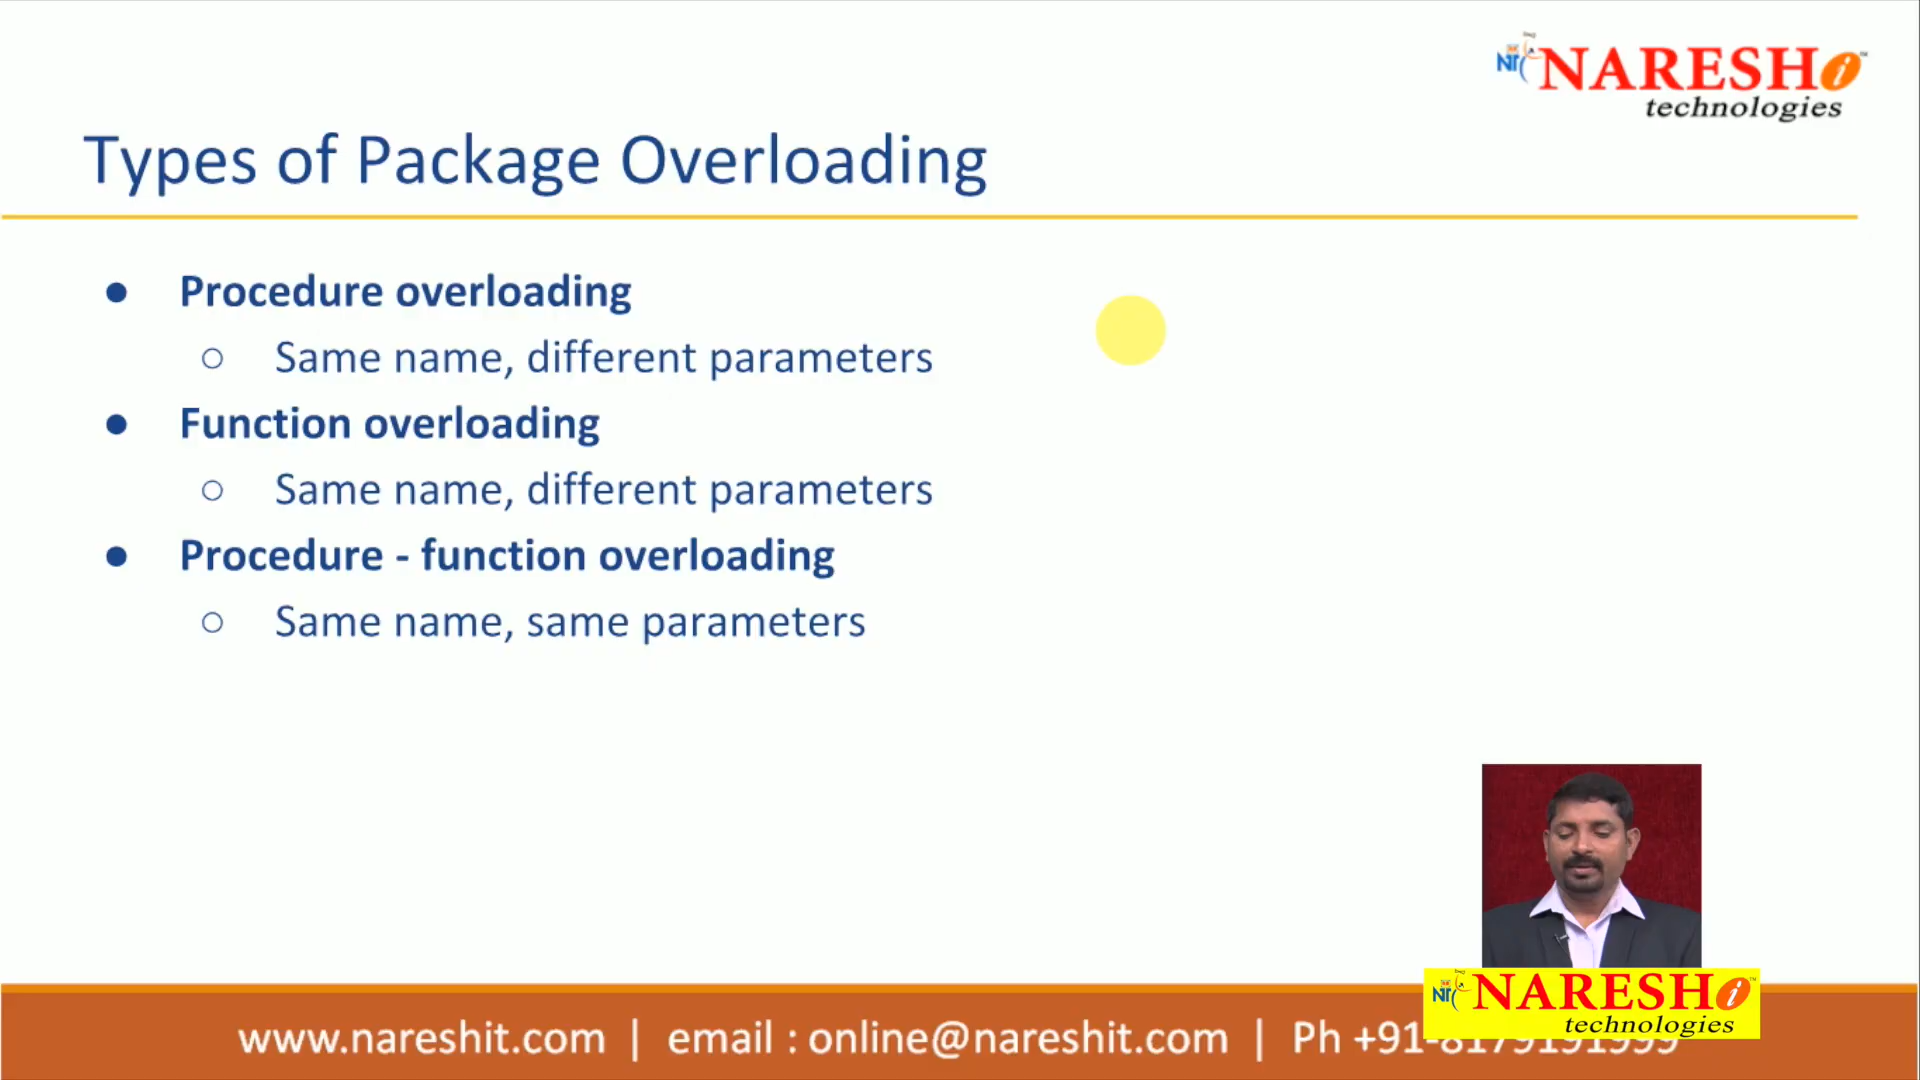 NARESH i
technologies
Types of Package Overloading
● Procedure overloading
○ Same name, different parameters
● Function overloading
○ Same name, different parameters
● Procedure - function overloading
○ Same name, same parameters
NARESH i
technologies
www.nareshit.com | email : online@nareshit.com | Ph +91-8179191999